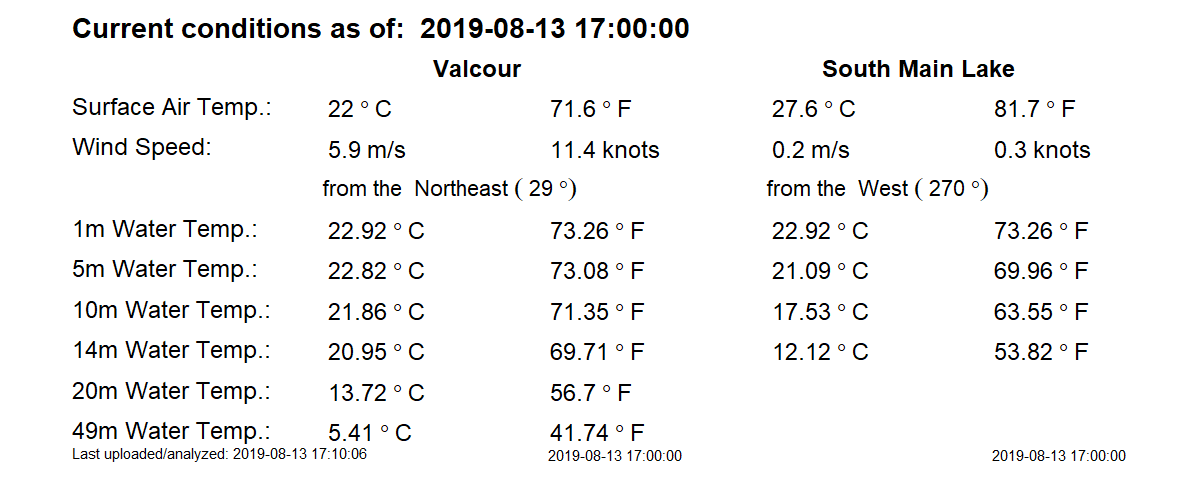 Current conditions as of: 2019-08-13 17:00:00
Valcour South Main Lake
Surface Air Temp.: 22 ° C 71.6 ° F 27.6 ° C 81.7 ° F
Wind Speed: 5.9 m/s 11.4 knots 0.2 m/s 0.3 knots
from the Northeast ( 29 °) from the West ( 270 °)
1m Water Temp.: 22.92 ° C 73.26 ° F 22.92 ° C 73.26 ° F
5m Water Temp.: 22.82 ° C 73.08 ° F 21.09 ° C 69.96 ° F
10m Water Temp.: 21.86 ° C 71.35 ° F 17.53 ° C 63.55 ° F
14m Water Temp.: 20.95 ° C 69.71 ° F 12.12 ° C 53.82 ° F
20m Water Temp.: 13.72 ° C 56.7 ° F
49m Water Temp.: 5.41 ° C 41.74 ° F
Last uploaded/analyzed: 2019-08-13 17:10:06 2019-08-13 17:00:00 2019-08-13 17:00:00